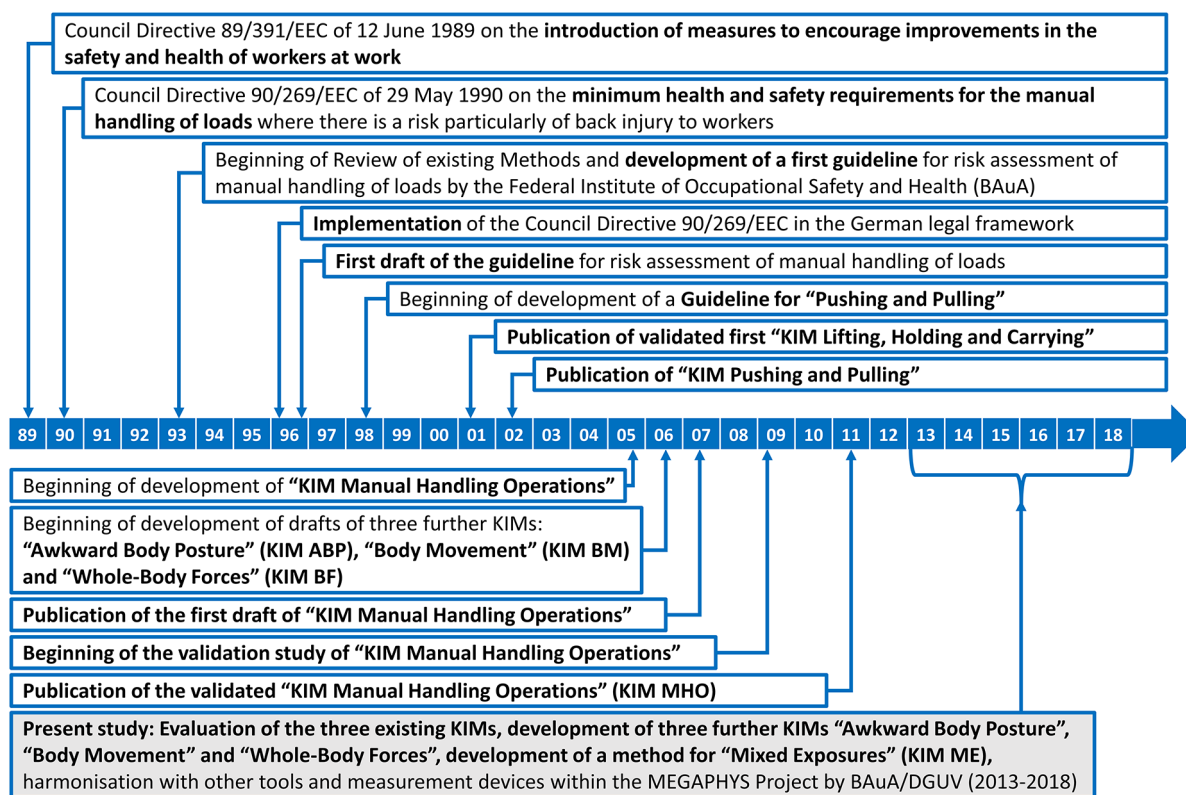 Council Directive 89/391/EEC of 12 June 1989 on the introduction of measures to encourage improvements in the
safety and health of workers at work
Council Directive 90/269/EEC of 29 May 1990 on the minimum health and safety requirements for the manual
handling of loads where there is a risk particularly of back injury to workers
Beginning of Review of existing Methods and development of a first guideline for risk assessment of
manual handling of loads by the Federal Institute of Occupational Safety and Health (BAuA)
Implementation of the Council Directive 90/269/EEC in the German legal framework
First draft of the guideline for risk assessment of manual handling of loads
Beginning of development of a Guideline for “Pushing and Pulling”
Publication of validated first “KIM Lifting, Holding and Carrying”
Publication of “KIM Pushing and Pulling”
89 90 91 92 93 94 95 96 97 98 99 00 01 02 03 04 05 06 07 08 09 10 11 12 13 14 15 16 17 18
Beginning of development of “KIM Manual Handling Operations”
Beginning of development of drafts of three further KIMs:
“Awkward Body Posture” (KIM ABP), “Body Movement” (KIM BM)
and “Whole-Body Forces” (KIM BF)
Publication of the first draft of “KIM Manual Handling Operations”
Beginning of the validation study of “KIM Manual Handling Operations”
Publication of the validated “KIM Manual Handling Operations” (KIM MHO)
Present study: Evaluation of the three existing KIMs, development of three further KIMs “Awkward Body Posture”,
“Body Movement” and “Whole-Body Forces”, development of a method for “Mixed Exposures” (KIM ME),
harmonisation with other tools and measurement devices within the MEGAPHYS Project by BAuA/DGUV (2013-2018)